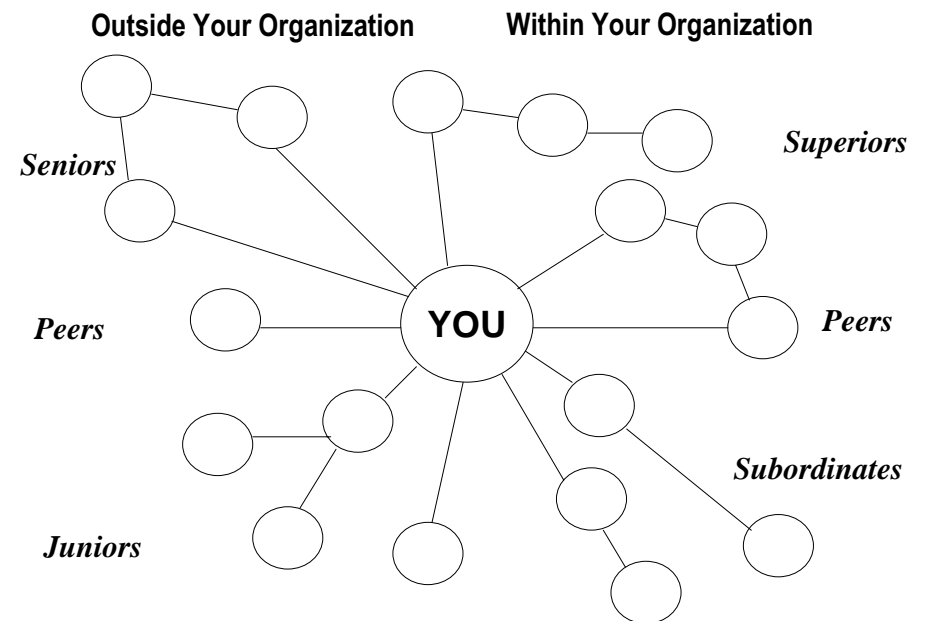 Outside Your Organization
Within Your Organization
Seniors
Superiors
YOU
Peers
Peers
Subordinates
Juniors